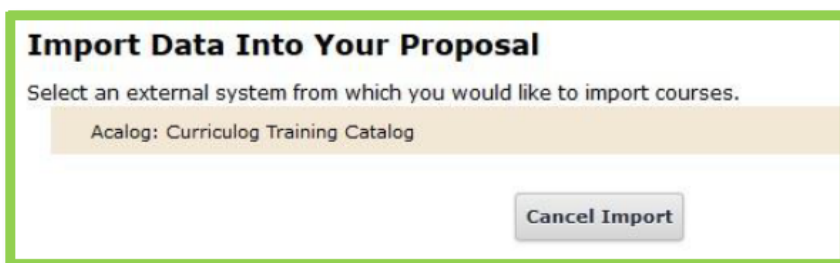 Import Data Into Your Proposal
Select an external system from which you would like to import courses.
Acalog: Curriculog Training Catalog
Cancel Import